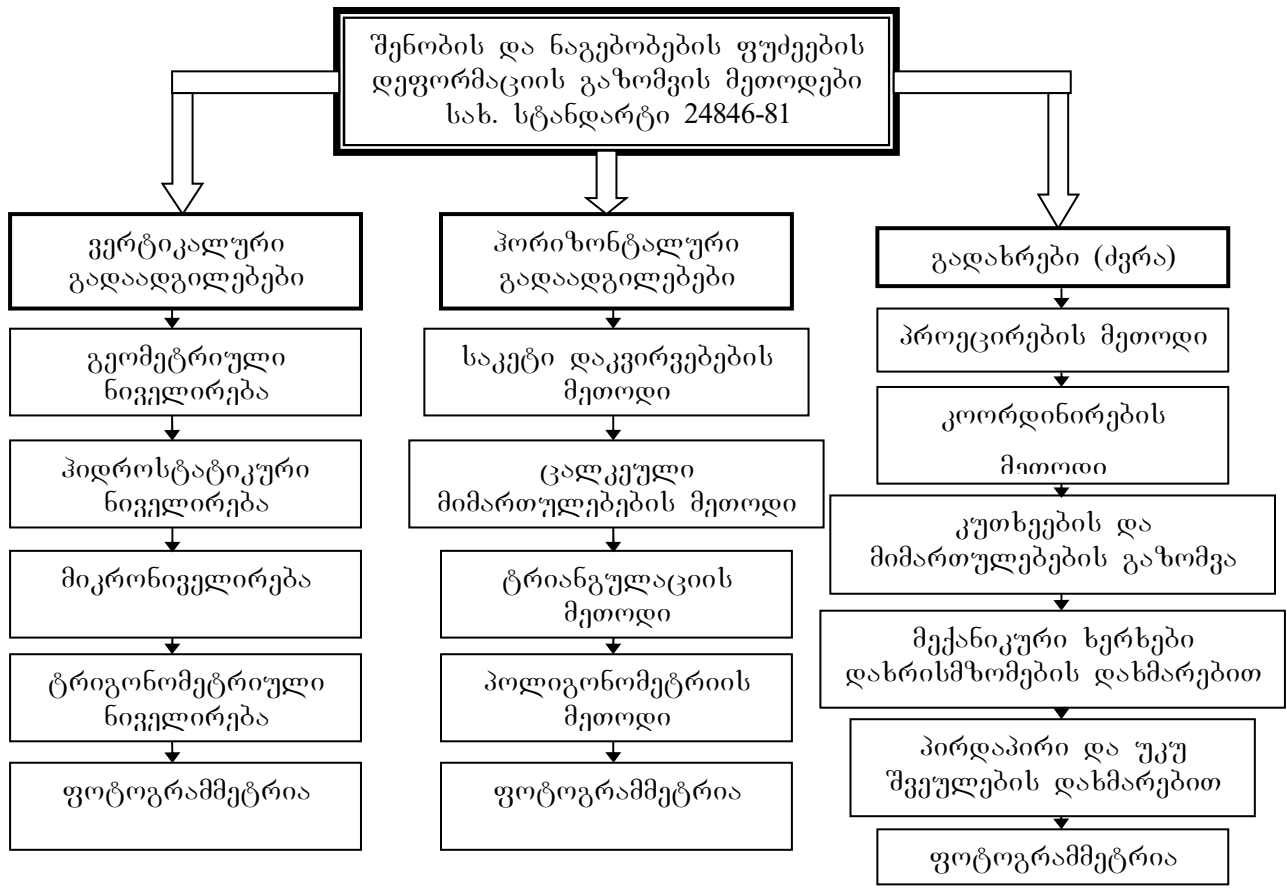 შენობის და ნაგებობების ფუძეების
დეფორმაციის გაზომვის მეთოდები
სახ. სტანდარტი 24846-81
ვერტიკალური
გადაადგილებები
გეომეტრიული
ნიველირება
ჰიდროსტატიკური
ნიველირება
მიკრონიველირება
ტრიგონომეტრიული
ნიველირება
ფოტოგრამმეტრია
ჰორიზონტალური
გადაადგილებები
საკეტი დაკვირვებების
მეთოდი
ცალკეული
მიმართულებების მეთოდი
ტრიანგულაციის
მეთოდი
პოლიგონომეტრიის
მეთოდი
ფოტოგრამმეტრია
გადახრები (ძვრა)
პროეცირების მეთოდი
კოორდინირების
მეთოდი
კუთხეების და
მიმართულებების გაზომვა
მექანიკური ხერხები
დახრისმზომების დახმარებით
პირდაპირი და უკუ
შვეულების დახმარებით
ფოტოგრამმეტრია